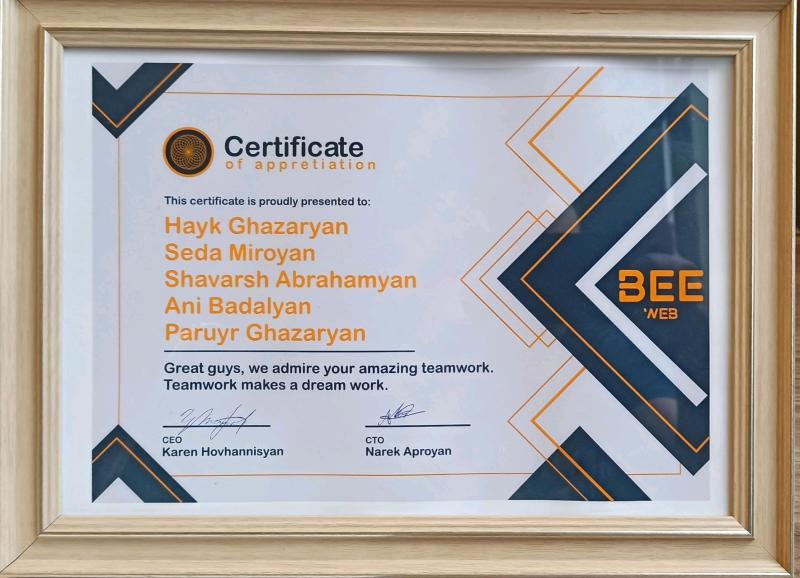 Certificate
of appretiation
This certificate is proudly presented to:
Hayk Ghazaryan
Seda Miroyan
Shavarsh Abrahamyan
Ani Badalyan
Paruyr Ghazaryan
Great guys, we admire your amazing teamwork.
Teamwork makes a dream work.
CEO
Karen Hovhannisyan
CTO
Narek Aproyan
BEE
WEB